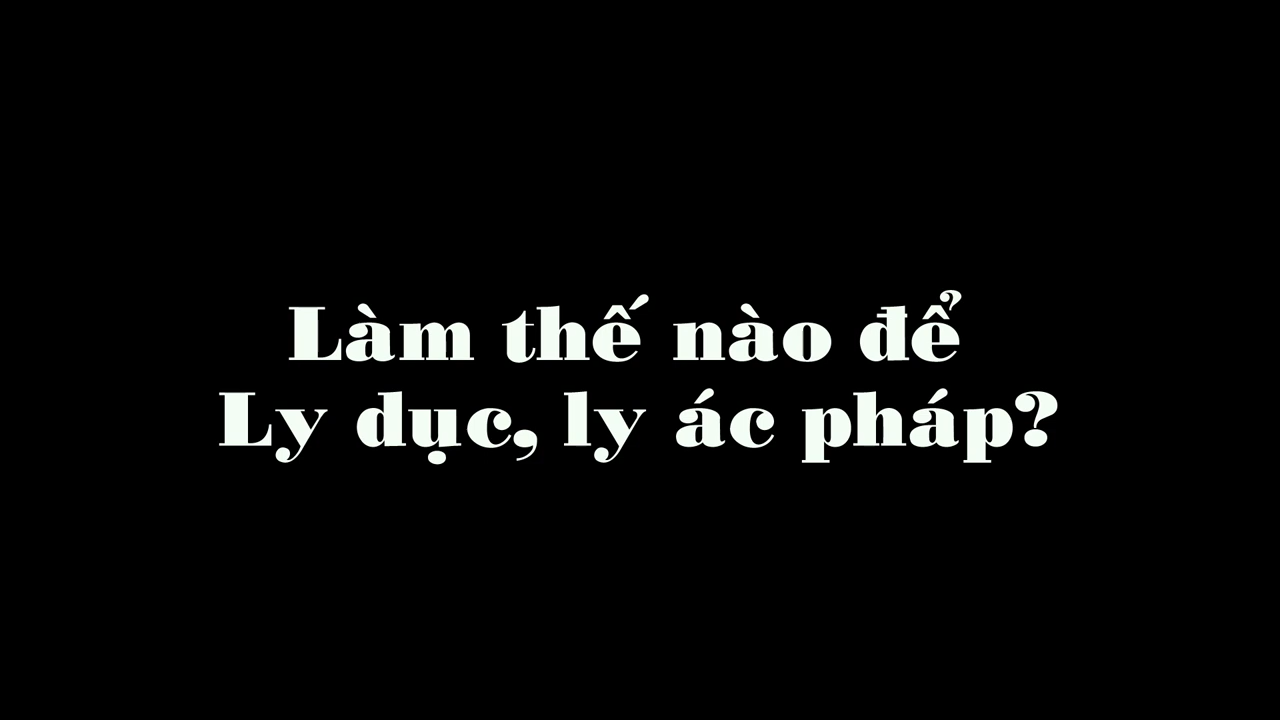 Làm thế nào để
Ly dục, ly ác pháp?